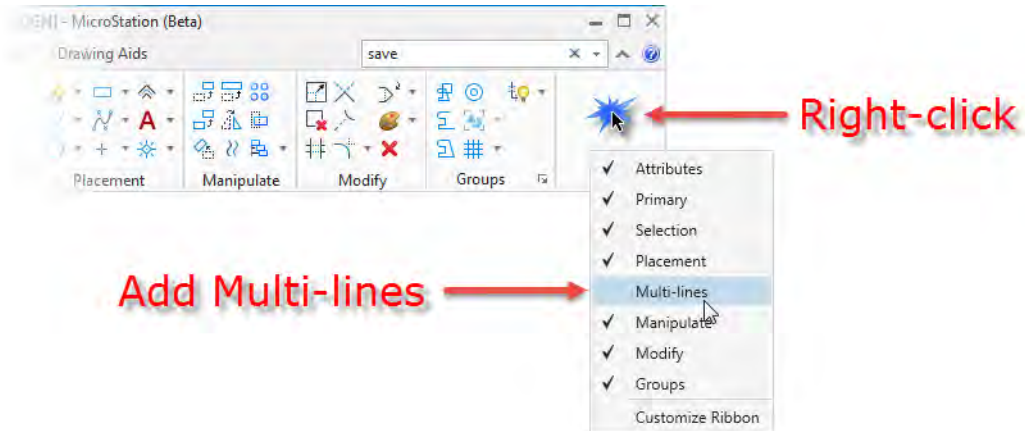 - MicroStation (Beta)
Drawing Aids
save
Placement
Manipulate
Modify
Groups
Right-click
Attributes
Primary
Selection
Placement
Add Multi-lines
Multi-lines
Manipulate
Modify
Groups
Customize Ribbon